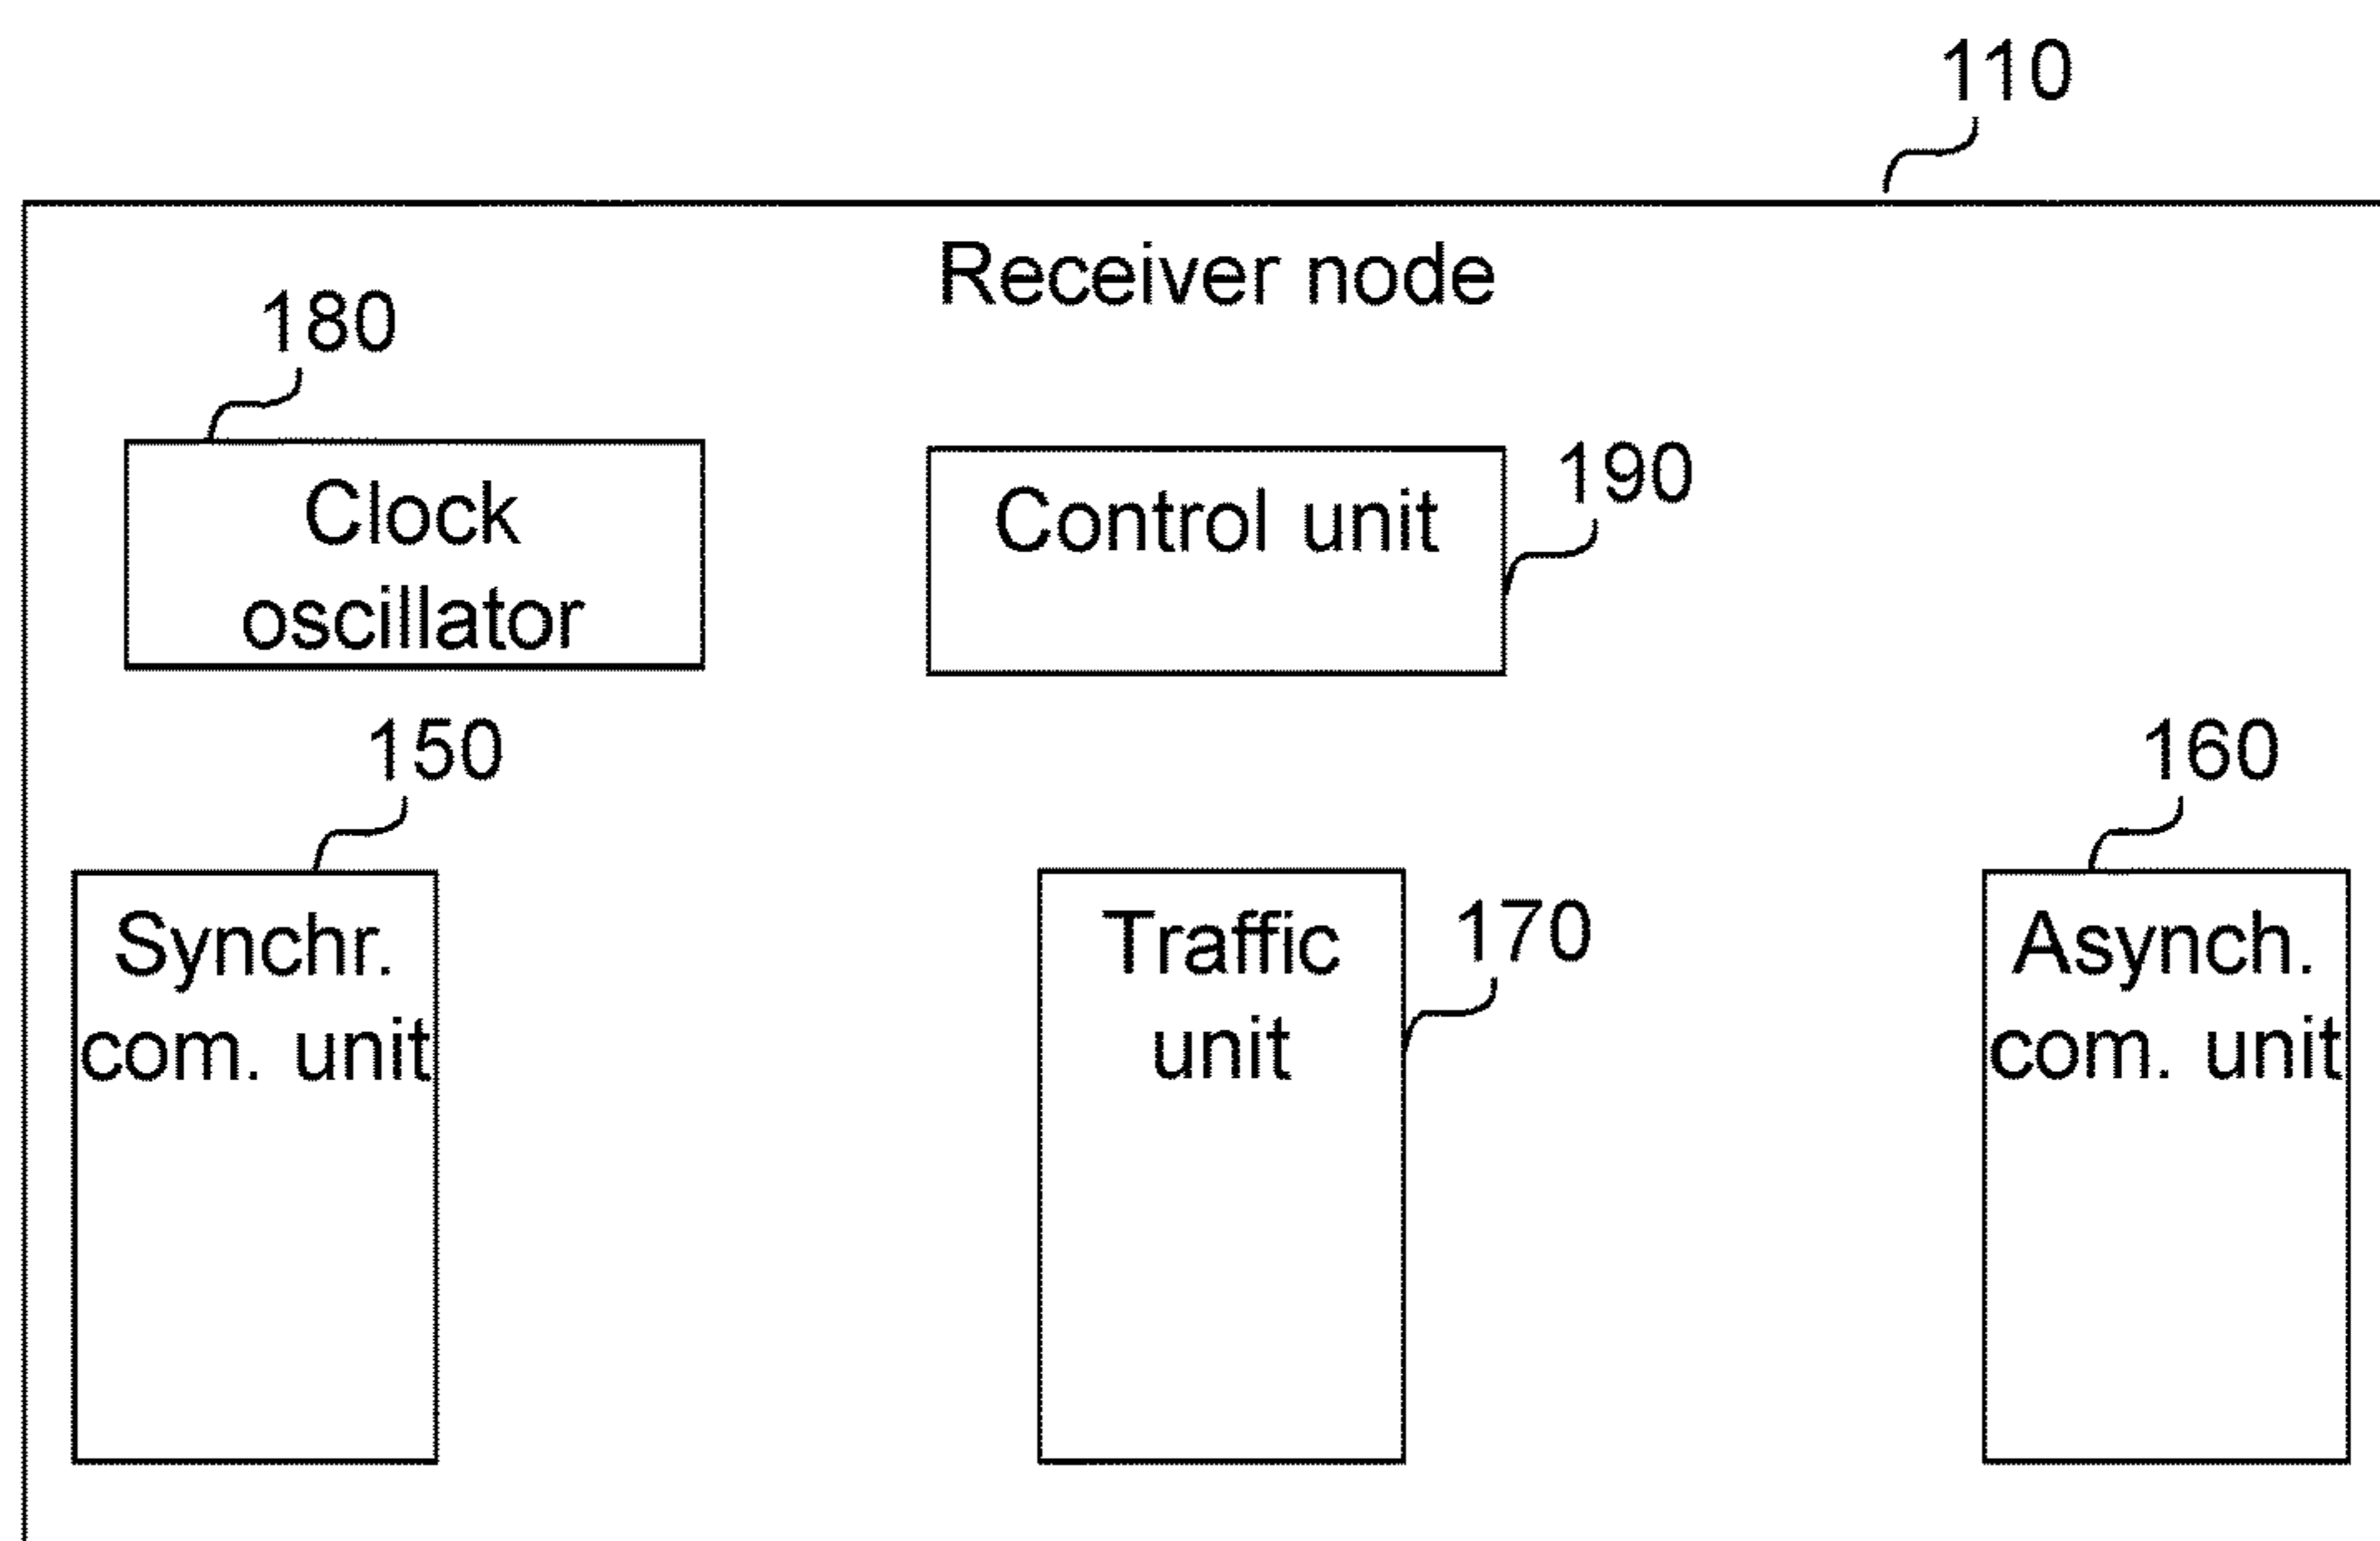 110
Receiver node
180
Clock
oscillator
Control unit
190
150
Synchr.
com. unit
Traffic
unit
170
160
Asynch.
com. unit